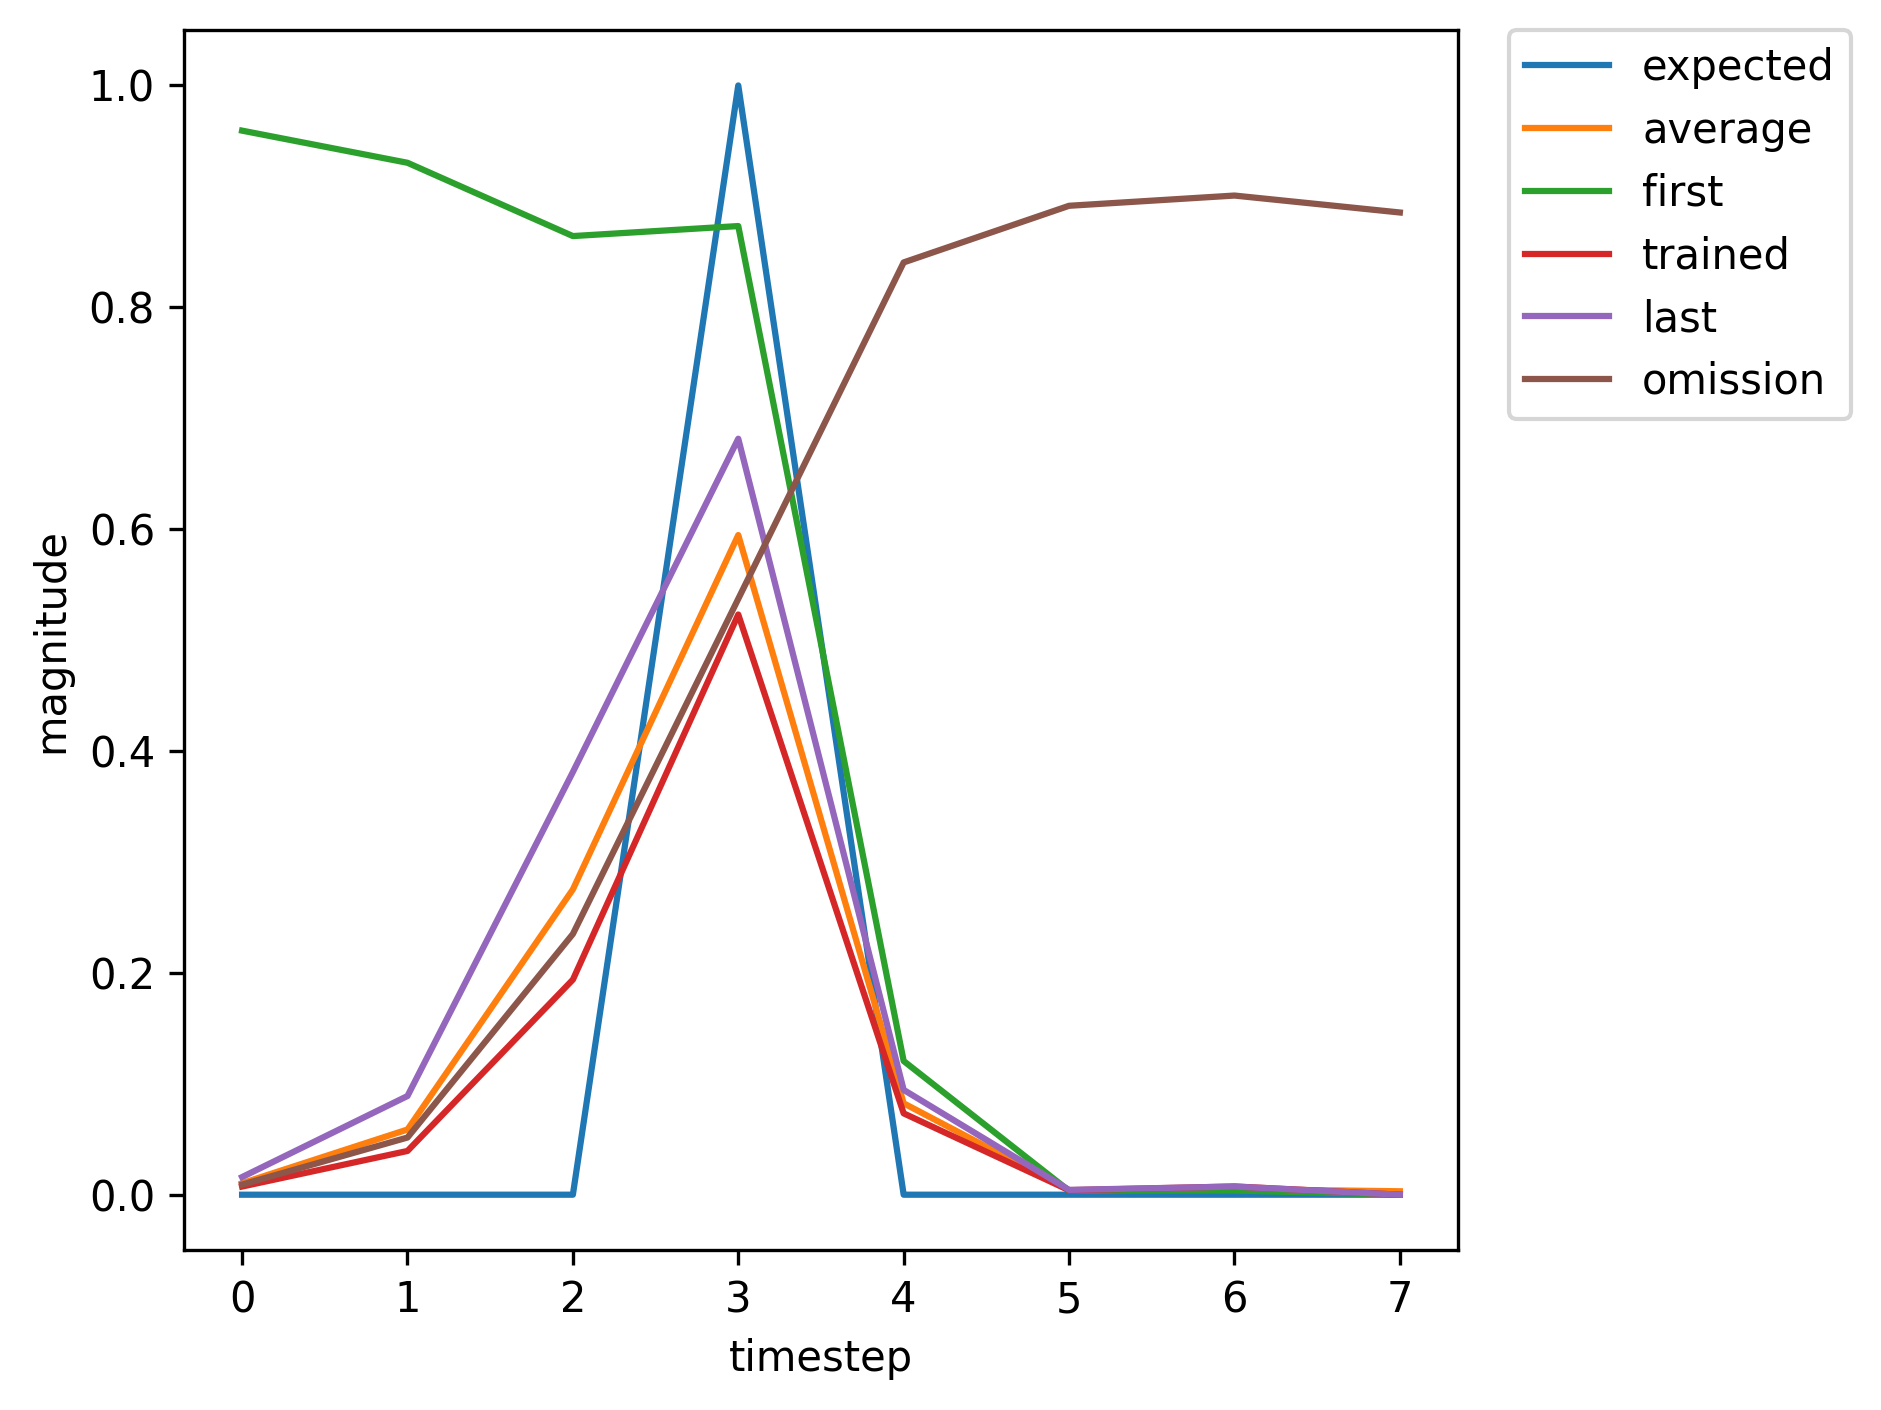 expected
average
first
trained
last
omission
1.0
0.8
0.6
0.4
0.2
0.0
magnitude
0 1 2 3 4 5 6 7
timestep